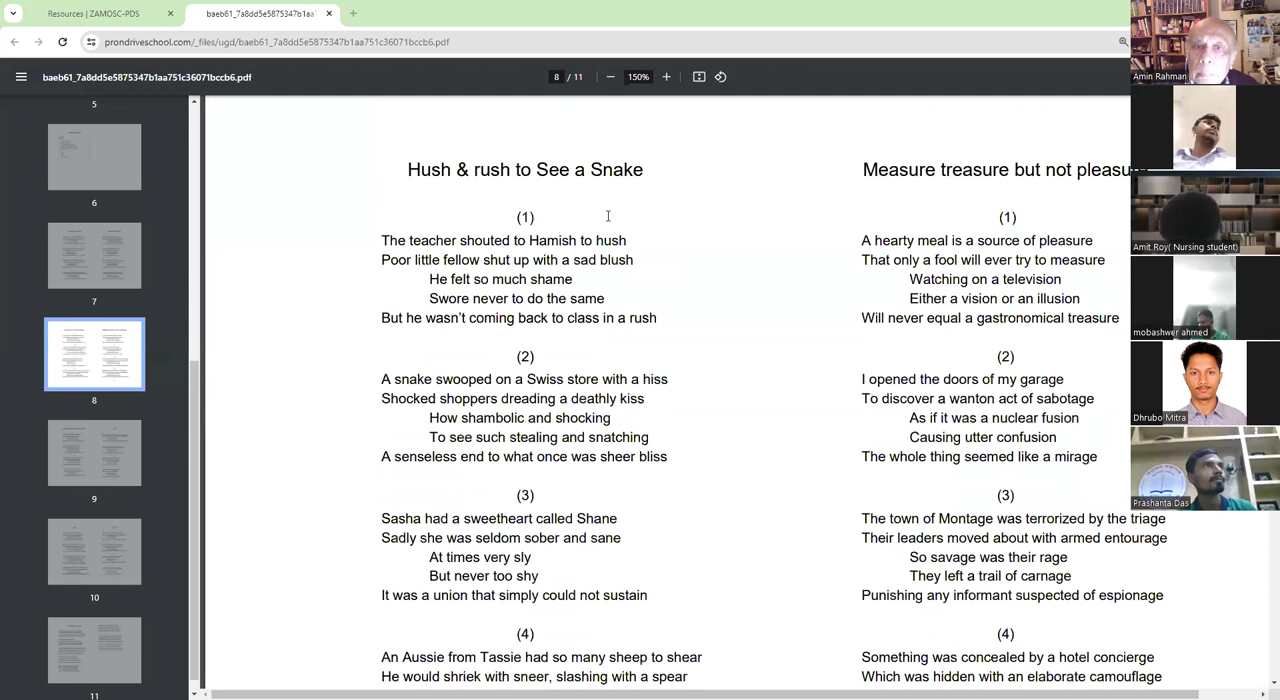 Resources | ZAMOSC-PDS
baeb61_7a8dd5e5875347b1aa
prondriveschool.com/_files/ugd/baeb61_7a8dd5e5875347b1aa751c36071bccb6.pdf
baeb61_7a8dd5e5875347b1aa751c36071bccb6.pdf
8 / 11
150%
5
6
7
8
9
10
11
Hush & rush to See a Snake
(1)
The teacher shouted to Hamish to hush
Poor little fellow shut up with a sad blush
He felt so much shame
Swore never to do the same
But he wasn't coming back to class in a rush
(2)
A snake swooped on a Swiss store with a hiss
Shocked shoppers dreading a deathly kiss
How shambolic and shocking
To see such stealing and snatching
A senseless end to what once was sheer bliss
(3)
Sasha had a sweetheart called Shane
Sadly she was seldom sober and sane
At times very sly
But never too shy
It was a union that simply could not sustain
(4)
An Aussie from Tassie had so many sheep to shear
He would shriek with sneer, slashing with a spear
Measure treasure but not pleasure
(1)
A hearty meal is a source of pleasure
That only a fool will ever try to measure
Watching on a television
Either a vision or an illusion
Will never equal a gastronomical treasure
(2)
I opened the doors of my garage
To discover a wanton act of sabotage
As if it was a nuclear fusion
Causing utter confusion
The whole thing seemed like a mirage
(3)
The town of Montage was terrorized by the triage
Their leaders moved about with armed entourage
So savage was their rage
They left a trail of carnage
Punishing any informant suspected of espionage
(4)
Something was concealed by a hotel concierge
Which was hidden with an elaborate camouflage
Amin Rahman
Amit Roy( Nursing student)
mobashwer ahmed
Dhrubo Mitra
Prashanta Das